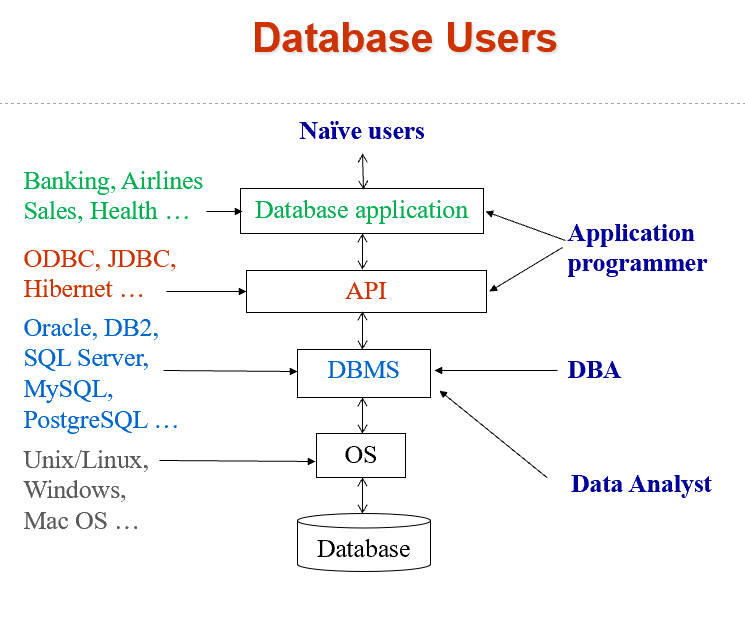 Database Users
Naïve users
Banking, Airlines
Sales, Health …
Database application
Application
programmer
ODBC, JDBC,
Hibernet …
API
Oracle, DB2,
SQL Server,
MySQL,
PostgreSQL …
DBMS
DBA
Unix/Linux,
Windows,
Mac OS …
OS
Data Analyst
Database